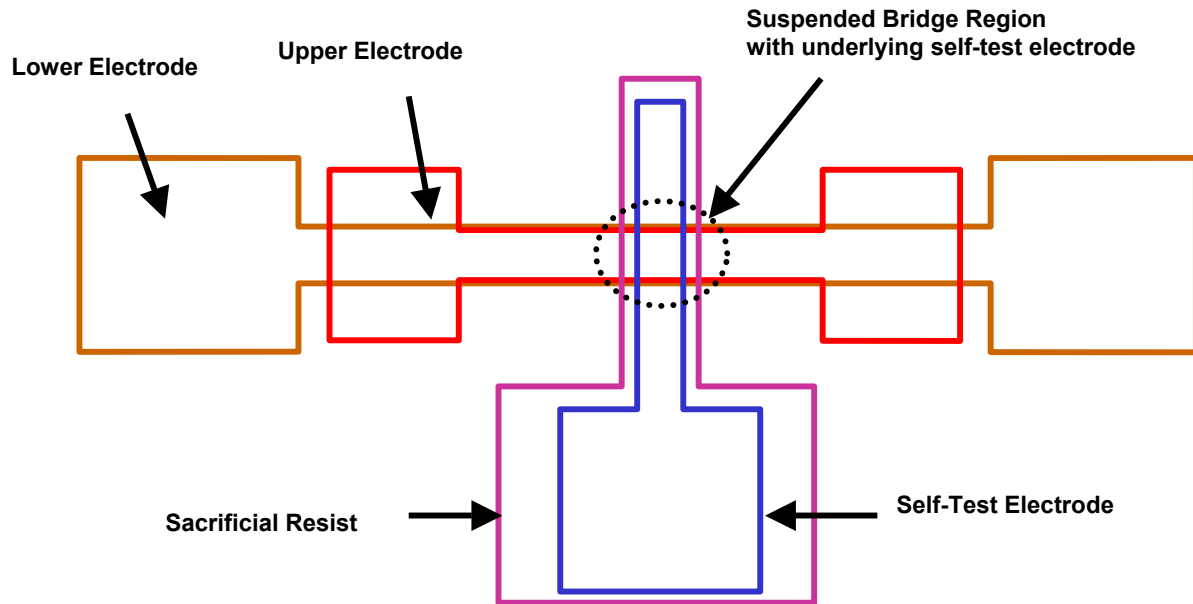 Suspended Bridge Region
with underlying self-test electrode
Upper Electrode
Lower Electrode
Sacrificial Resist
Self-Test Electrode